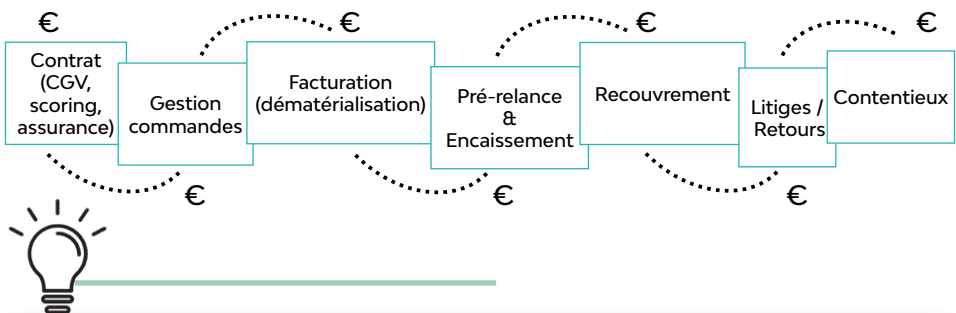 €
Contrat
(CGV,
scoring,
assurance)
Gestion
commandes
€
€
Facturation
(dématérialisation)
Pré-relance
&
Encaissement
€
€
Recouvrement
Litiges /
Retours
€
€
Contentieux